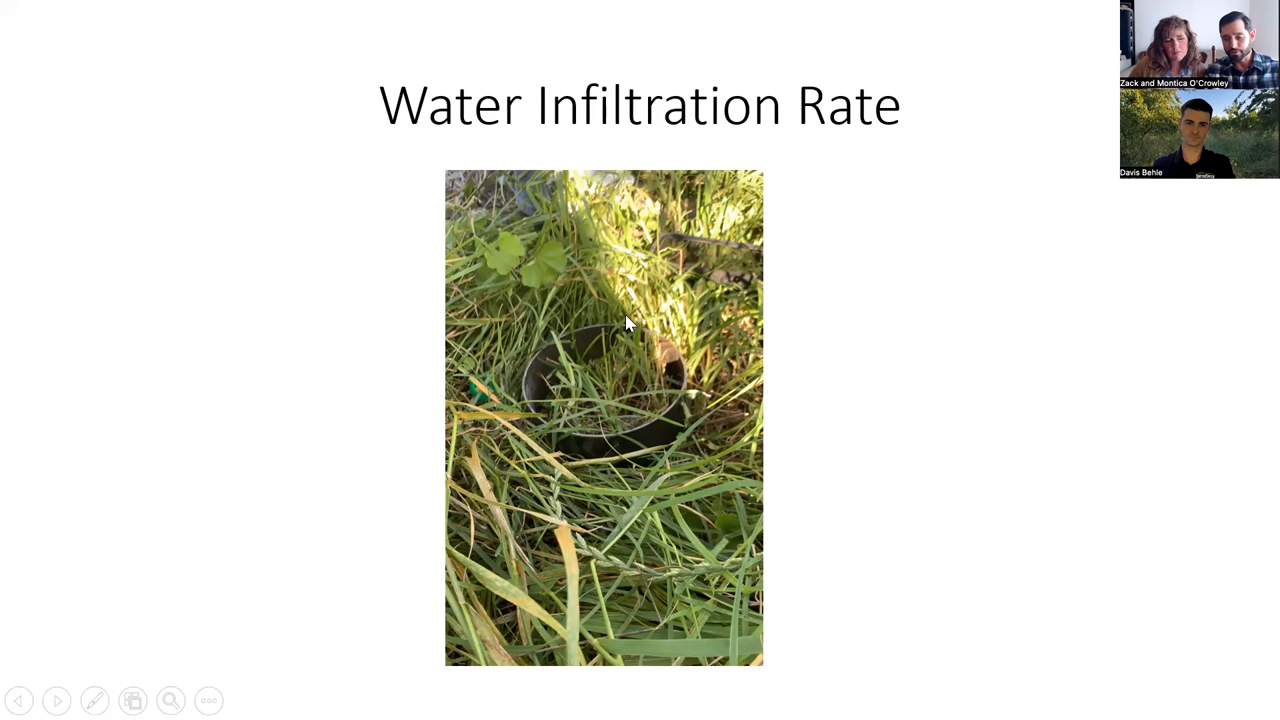 Water Infiltration Rate
Zack and Montica O'Crowley
Davis Behle